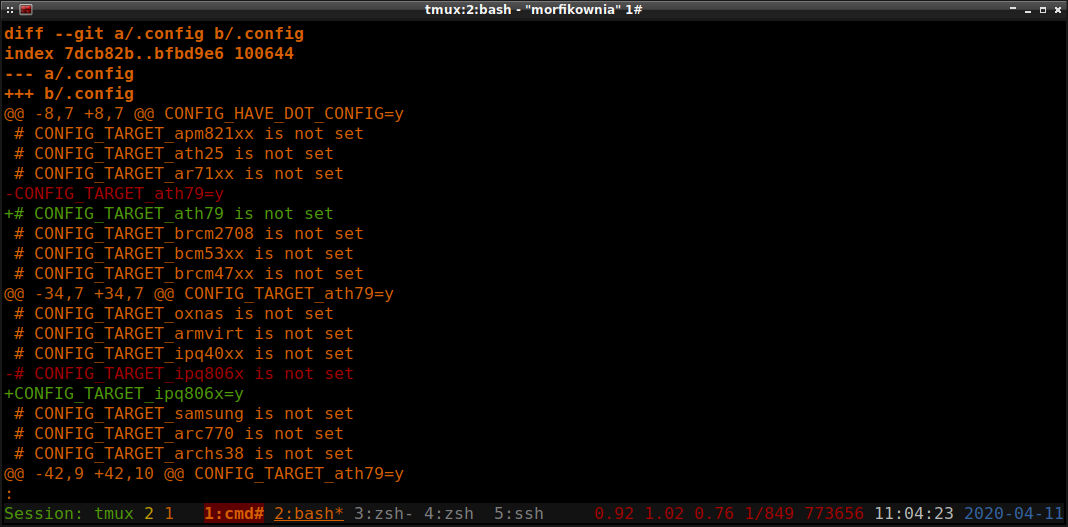 tmux:2:bash - "morfikownia" 1#
diff --git a/.config b/.config
index 7dcb82b..bfbd9e6 100644
--- a/.config
+++ b/.config
@@ -8,7 +8,7 @@ CONFIG_HAVE_DOT_CONFIG=y
 # CONFIG_TARGET_apm821xx is not set
 # CONFIG_TARGET_ath25 is not set
 # CONFIG_TARGET_ar71xx is not set
-CONFIG_TARGET_ath79=y
+# CONFIG_TARGET_ath79 is not set
 # CONFIG_TARGET_brcm2708 is not set
 # CONFIG_TARGET_bcm53xx is not set
 # CONFIG_TARGET_brcm47xx is not set
@@ -34,7 +34,7 @@ CONFIG_TARGET_ath79=y
 # CONFIG_TARGET_oxnas is not set
 # CONFIG_TARGET_armvirt is not set
 # CONFIG_TARGET_ipq40xx is not set
-# CONFIG_TARGET_ipq806x is not set
+CONFIG_TARGET_ipq806x=y
 # CONFIG_TARGET_samsung is not set
 # CONFIG_TARGET_arc770 is not set
 # CONFIG_TARGET_archs38 is not set
@@ -42,9 +42,10 @@ CONFIG_TARGET_ath79=y
:
Session: tmux 2 1   1:cmd# 2:bash* 3:zsh- 4:zsh  5:ssh     0.92 1.02 0.76 1/849 773656 11:04:23 2020-04-11